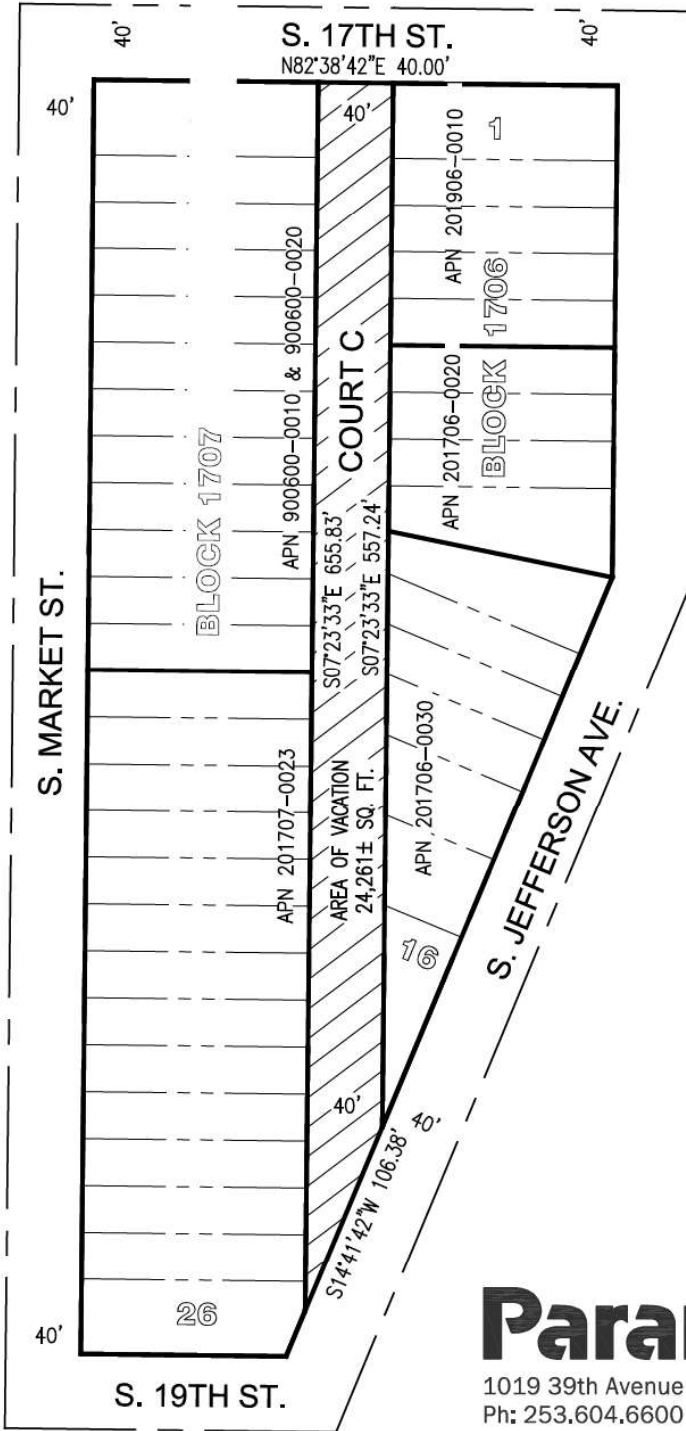 40'
S. 17TH ST.
40'
N82°38'42"E 40.00'
40'
40'
APN 201906-0010
1
APN 900600-0010 & 900600-0020
COURT C
BLOCK 1706
APN 201706-0020
BLOCK 1707
S07°23'33"E 655.83'
S07°23'33"E 557.24'
S. MARKET ST.
APN 201707-0023
AREA OF VACATION
24,261± SQ. FT.
APN 201706-0030
S. JEFFERSON AVE.
16
40'
40'
S14°41'42"W 106.38'
26
40'
S. 19TH ST.
1019 39th Avenue
Ph: 253.604.6600